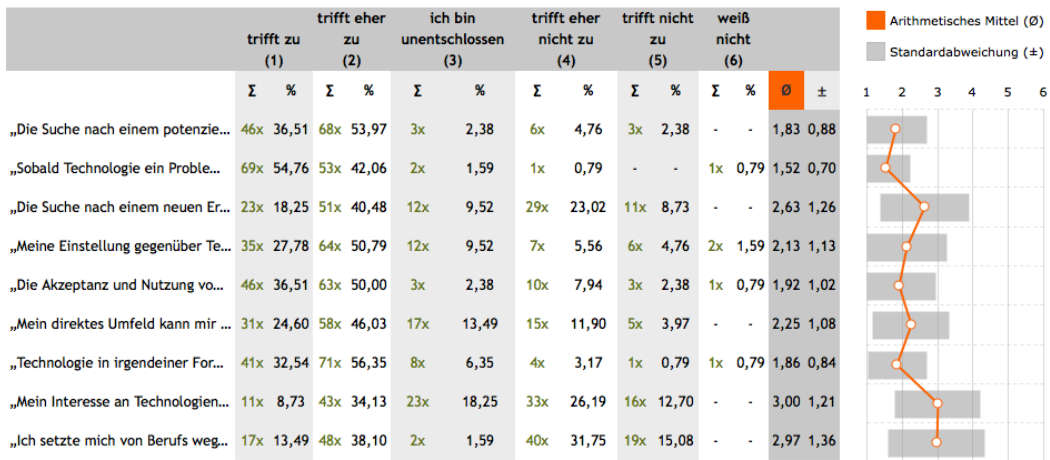 trifft zu (1) trifft eher zu (2) ich bin unentschlossen (3) trifft eher nicht zu (4) trifft nicht zu (5) weiß nicht (6)
Arithmetisches Mittel (Ø)
Standardabweichung (±)
Σ % Σ % Σ % Σ % Σ % Σ % Ø ± 1 2 3 4 5 6
„Die Suche nach einem potenzie... 46x 36,51 68x 53,97 3x 2,38 6x 4,76 3x 2,38 - - 1,83 0,88
„Sobald Technologie ein Proble... 69x 54,76 53x 42,06 2x 1,59 1x 0,79 - - 1x 0,79 1,52 0,70
„Die Suche nach einem neuen Er... 23x 18,25 51x 40,48 12x 9,52 29x 23,02 11x 8,73 - - 2,63 1,26
„Meine Einstellung gegenüber Te... 35x 27,78 64x 50,79 12x 9,52 7x 5,56 6x 4,76 2x 1,59 2,13 1,13
„Die Akzeptanz und Nutzung vo... 46x 36,51 63x 50,00 3x 2,38 10x 7,94 3x 2,38 1x 0,79 1,92 1,02
„Mein direktes Umfeld kann mir ... 31x 24,60 58x 46,03 17x 13,49 15x 11,90 5x 3,97 - - 2,25 1,08
„Technologie in irgendeiner For... 41x 32,54 71x 56,35 8x 6,35 4x 3,17 1x 0,79 1x 0,79 1,86 0,84
„Mein Interesse an Technologien... 11x 8,73 43x 34,13 23x 18,25 33x 26,19 16x 12,70 - - 3,00 1,21
„Ich setzte mich von Berufs weg... 17x 13,49 48x 38,10 2x 1,59 40x 31,75 19x 15,08 - - 2,97 1,36